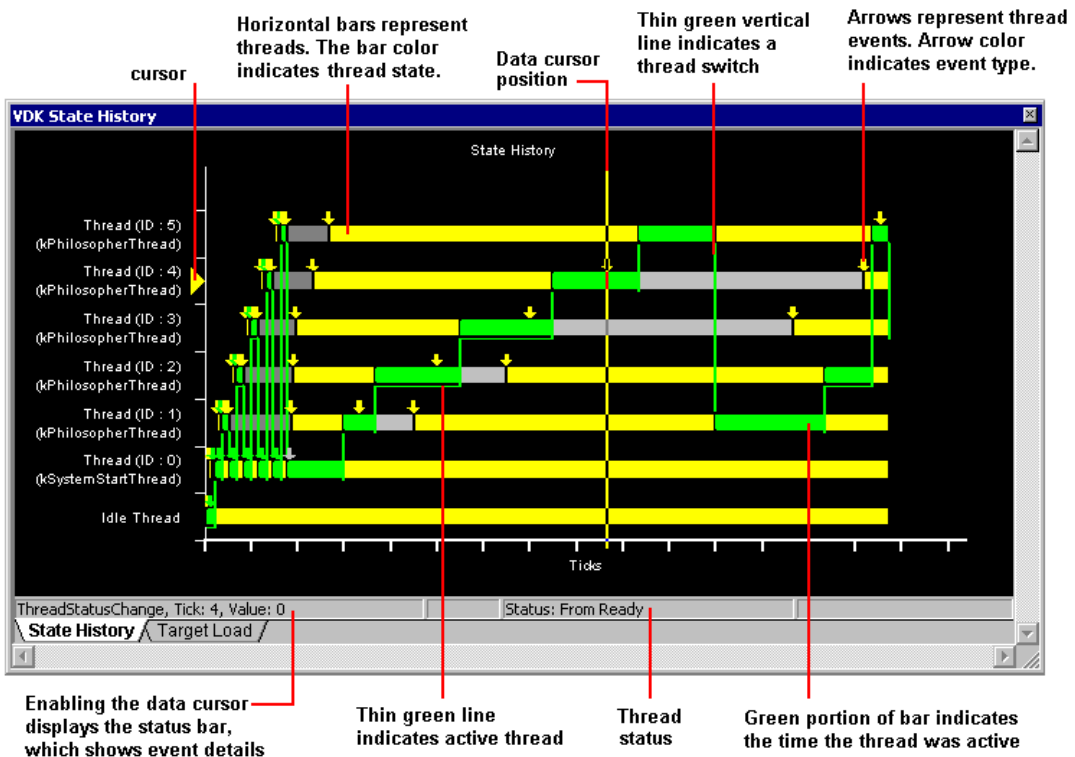 Horizontal bars represent
threads. The bar color
indicates thread state.
Thin green vertical
line indicates a
thread switch
Arrows represent thread
events. Arrow color
indicates event type.
cursor
Data cursor
position
VDK State History
State History
Thread (ID : 5)
(kPhilosopherThread)
Thread (ID : 4)
(kPhilosopherThread)
Thread (ID : 3)
(kPhilosopherThread)
Thread (ID : 2)
(kPhilosopherThread)
Thread (ID : 1)
(kPhilosopherThread)
Thread (ID : 0)
(kSystemStartThread)
Idle Thread
Ticks
ThreadStatusChange, Tick: 4, Value: 0
Status: From Ready
State History
Target Load
Enabling the data cursor
displays the status bar,
which shows event details
Thin green line
indicates active thread
Thread
status
Green portion of bar indicates
the time the thread was active